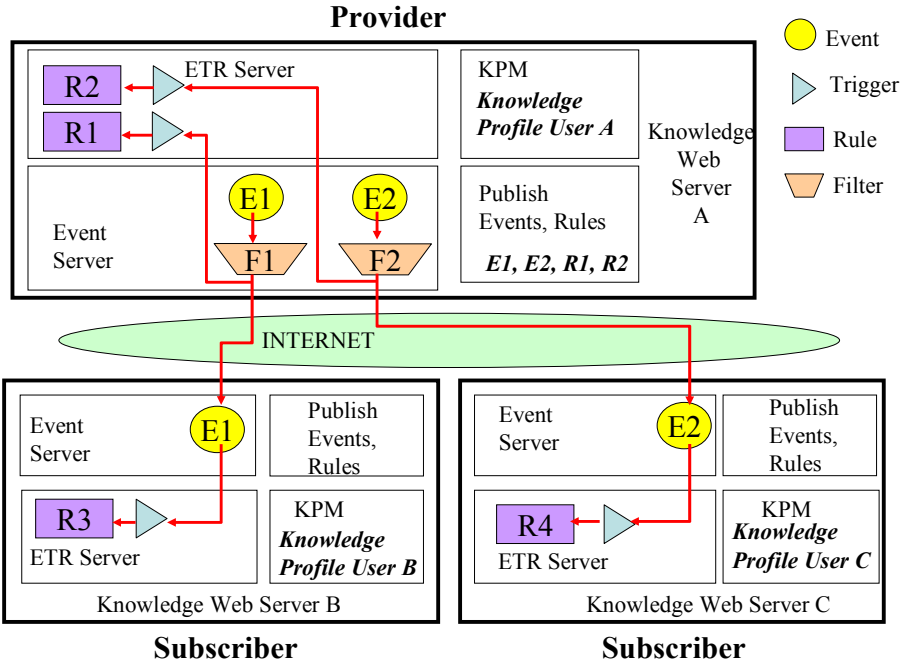 Provider
ETR Server
R2
R1
KPM
Knowledge
Profile User A
Knowledge
Web
Server
A
Event
Trigger
Rule
Filter
E1
E2
Event
Server
F1
F2
Publish
Events, Rules
E1, E2, R1, R2
INTERNET
Event
Server
E1
Publish
Events,
Rules
R3
ETR Server
KPM
Knowledge
Profile User B
Knowledge Web Server B
Subscriber
Event
Server
E2
Publish
Events,
Rules
R4
ETR Server
KPM
Knowledge
Profile User C
Knowledge Web Server C
Subscriber